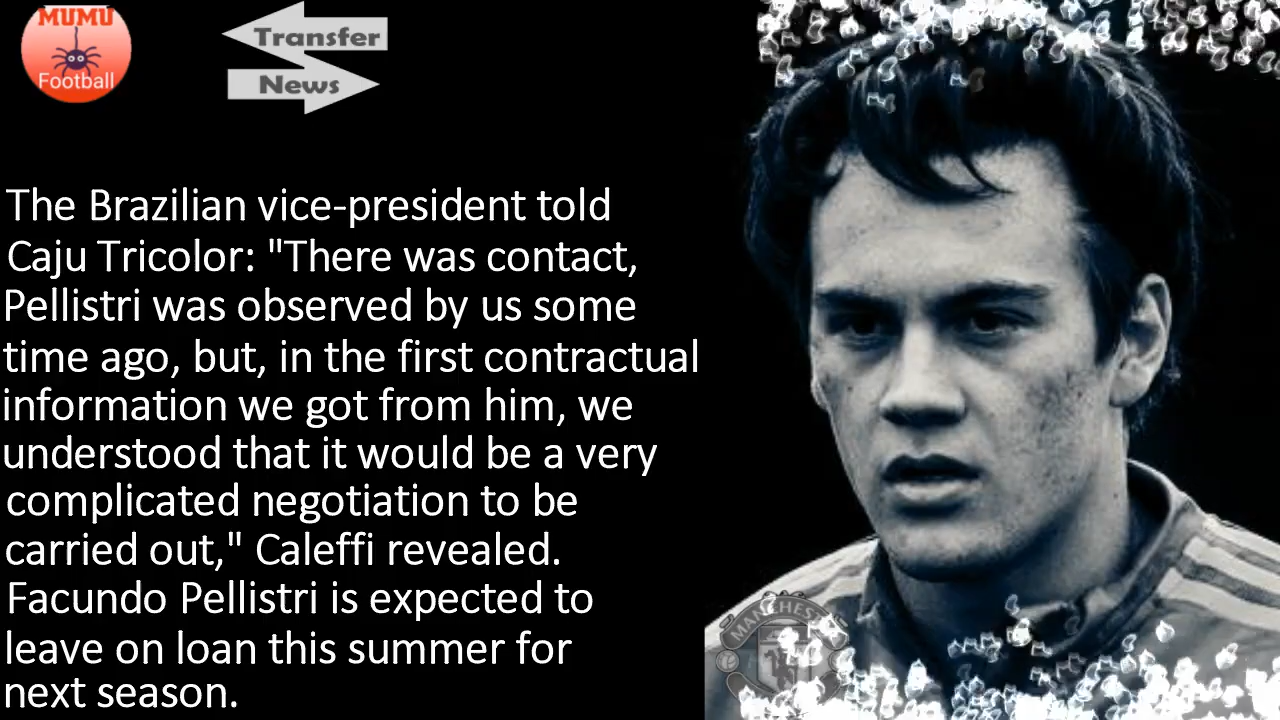 MUMU
Football
Transfer
News
The Brazilian vice-president told
Caju Tricolor: "There was contact,
Pellistri was observed by us some
time ago, but, in the first contractual
information we got from him, we
understood that it would be a very
complicated negotiation to be
carried out," Caleffi revealed.
Facundo Pellistri is expected to
leave on loan this summer for
next season.
MANCHEST